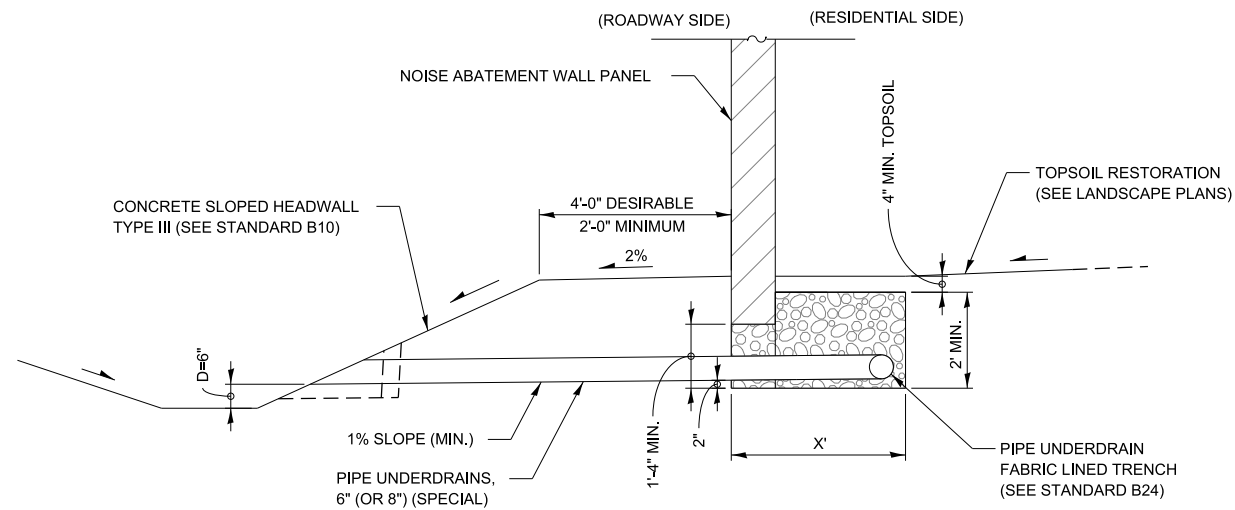 (ROADWAY SIDE)
(RESIDENTIAL SIDE)
NOISE ABATEMENT WALL PANEL
4" MIN. TOPSOIL
TOPSOIL RESTORATION
(SEE LANDSCAPE PLANS)
CONCRETE SLOPED HEADWALL
TYPE III (SEE STANDARD B10)
4'-0" DESIRABLE
2'-0" MINIMUM
2%
D=6"
2' MIN.
1% SLOPE (MIN.)
1'-4" MIN.
2"
X'
PIPE UNDERDRAINS,
6" (OR 8") (SPECIAL)
PIPE UNDERDRAIN
FABRIC LINED TRENCH
(SEE STANDARD B24)